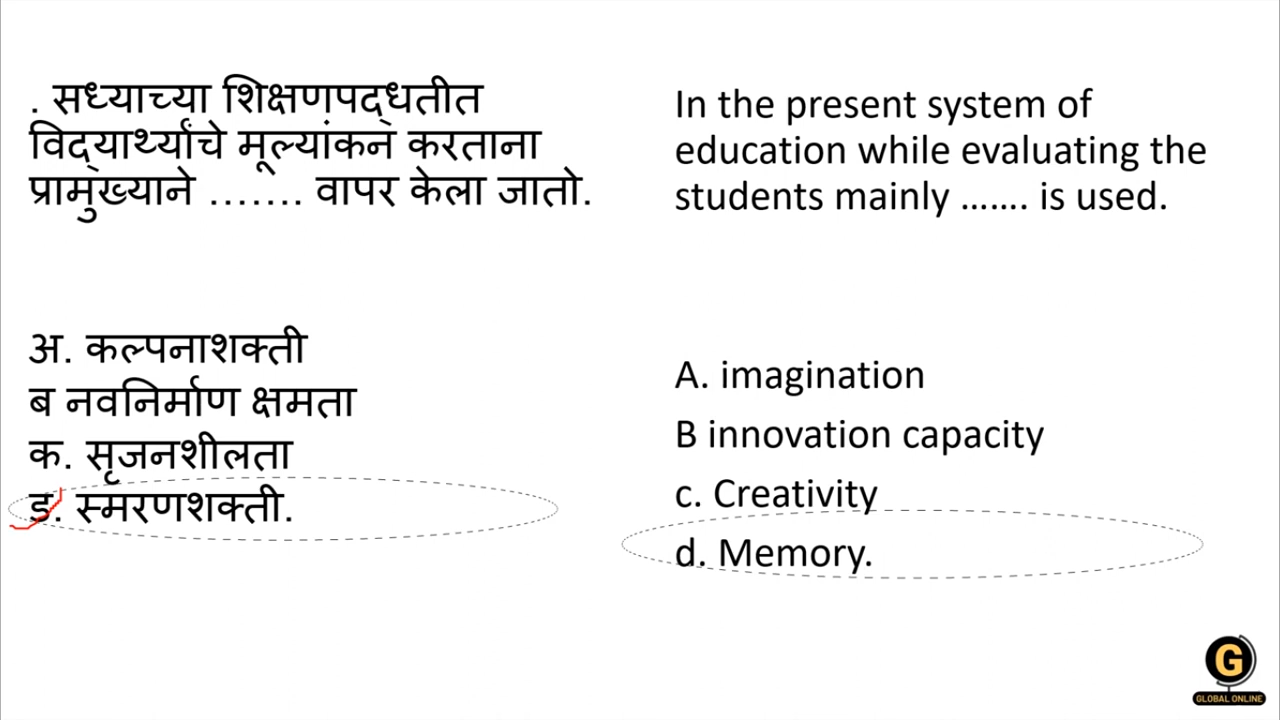 . सध्याच्या शिक्षणपद्धतीत
विद्यार्थ्यांचे मूल्यांकन करताना
प्रामुख्याने ……. वापर केला जातो.
अ. कल्पनाशक्ती
ब नवनिर्माण क्षमता
क. सृजनशीलता
ड. स्मरणशक्ती.
In the present system of
education while evaluating the
students mainly ……. is used.
A. imagination
B innovation capacity
c. Creativity
d. Memory.
G
GLOBAL ONLINE